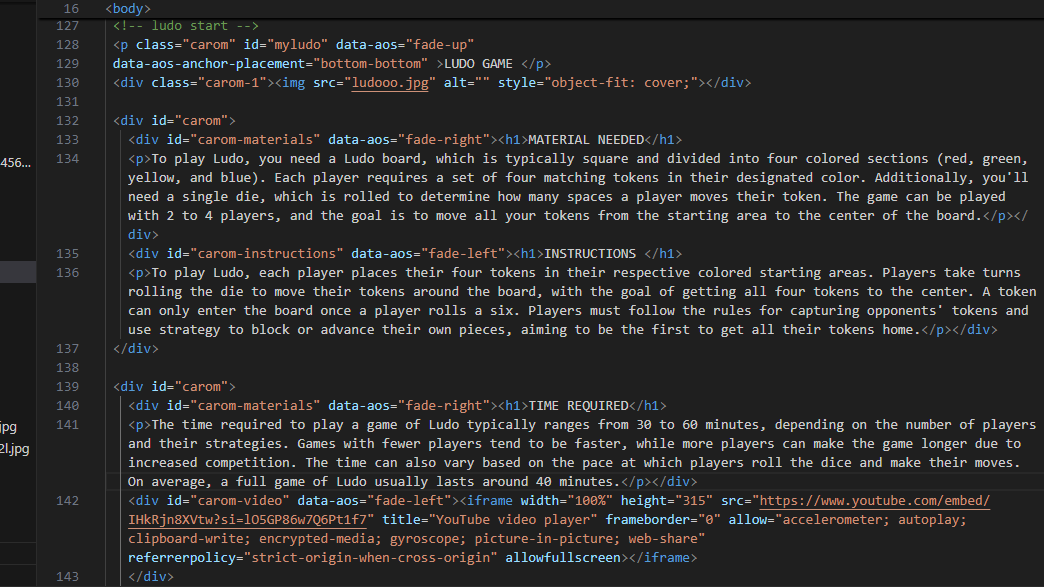 16 <body>
127 <!-- ludo start -->
128 <p class="carom" id="myludo" data-aos="fade-up"
129 data-aos-anchor-placement="bottom-bottom" >LUDO GAME </p>
130 <div class="carom-1"><img src="ludooo.jpg" alt="" style="object-fit: cover;"></div>
131
132 <div id="carom">
133 <div id="carom-materials" data-aos="fade-right"><h1>MATERIAL NEEDED</h1>
456...
134 <p>To play Ludo, you need a Ludo board, which is typically square and divided into four colored sections (red, green,
yellow, and blue). Each player requires a set of four matching tokens in their designated color. Additionally, you'll
need a single die, which is rolled to determine how many spaces a player moves their token. The game can be played
with 2 to 4 players, and the goal is to move all your tokens from the starting area to the center of the board.</p></
div>
135 <div id="carom-instructions" data-aos="fade-left"><h1>INSTRUCTIONS </h1>
136 <p>To play Ludo, each player places their four tokens in their respective colored starting areas. Players take turns
rolling the die to move their tokens around the board, with the goal of getting all four tokens to the center. A token
can only enter the board once a player rolls a six. Players must follow the rules for capturing opponents' tokens and
use strategy to block or advance their own pieces, aiming to be the first to get all their tokens home.</p></div>
137 </div>
138
139 <div id="carom">
140 <div id="carom-materials" data-aos="fade-right"><h1>TIME REQUIRED</h1>
jpg
141 <p>The time required to play a game of Ludo typically ranges from 30 to 60 minutes, depending on the number of players
2l.jpg
and their strategies. Games with fewer players tend to be faster, while more players can make the game longer due to
increased competition. The time can also vary based on the pace at which players roll the dice and make their moves.
On average, a full game of Ludo usually lasts around 40 minutes.</p></div>
142 <div id="carom-video" data-aos="fade-left"><iframe width="100%" height="315" src="https://www.youtube.com/embed/
IHkRjn8XVtw?si=lO5GP86w7Q6Pt1f7" title="YouTube video player" frameborder="0" allow="accelerometer; autoplay;
clipboard-write; encrypted-media; gyroscope; picture-in-picture; web-share"
referrerpolicy="strict-origin-when-cross-origin" allowfullscreen></iframe>
143 </div>